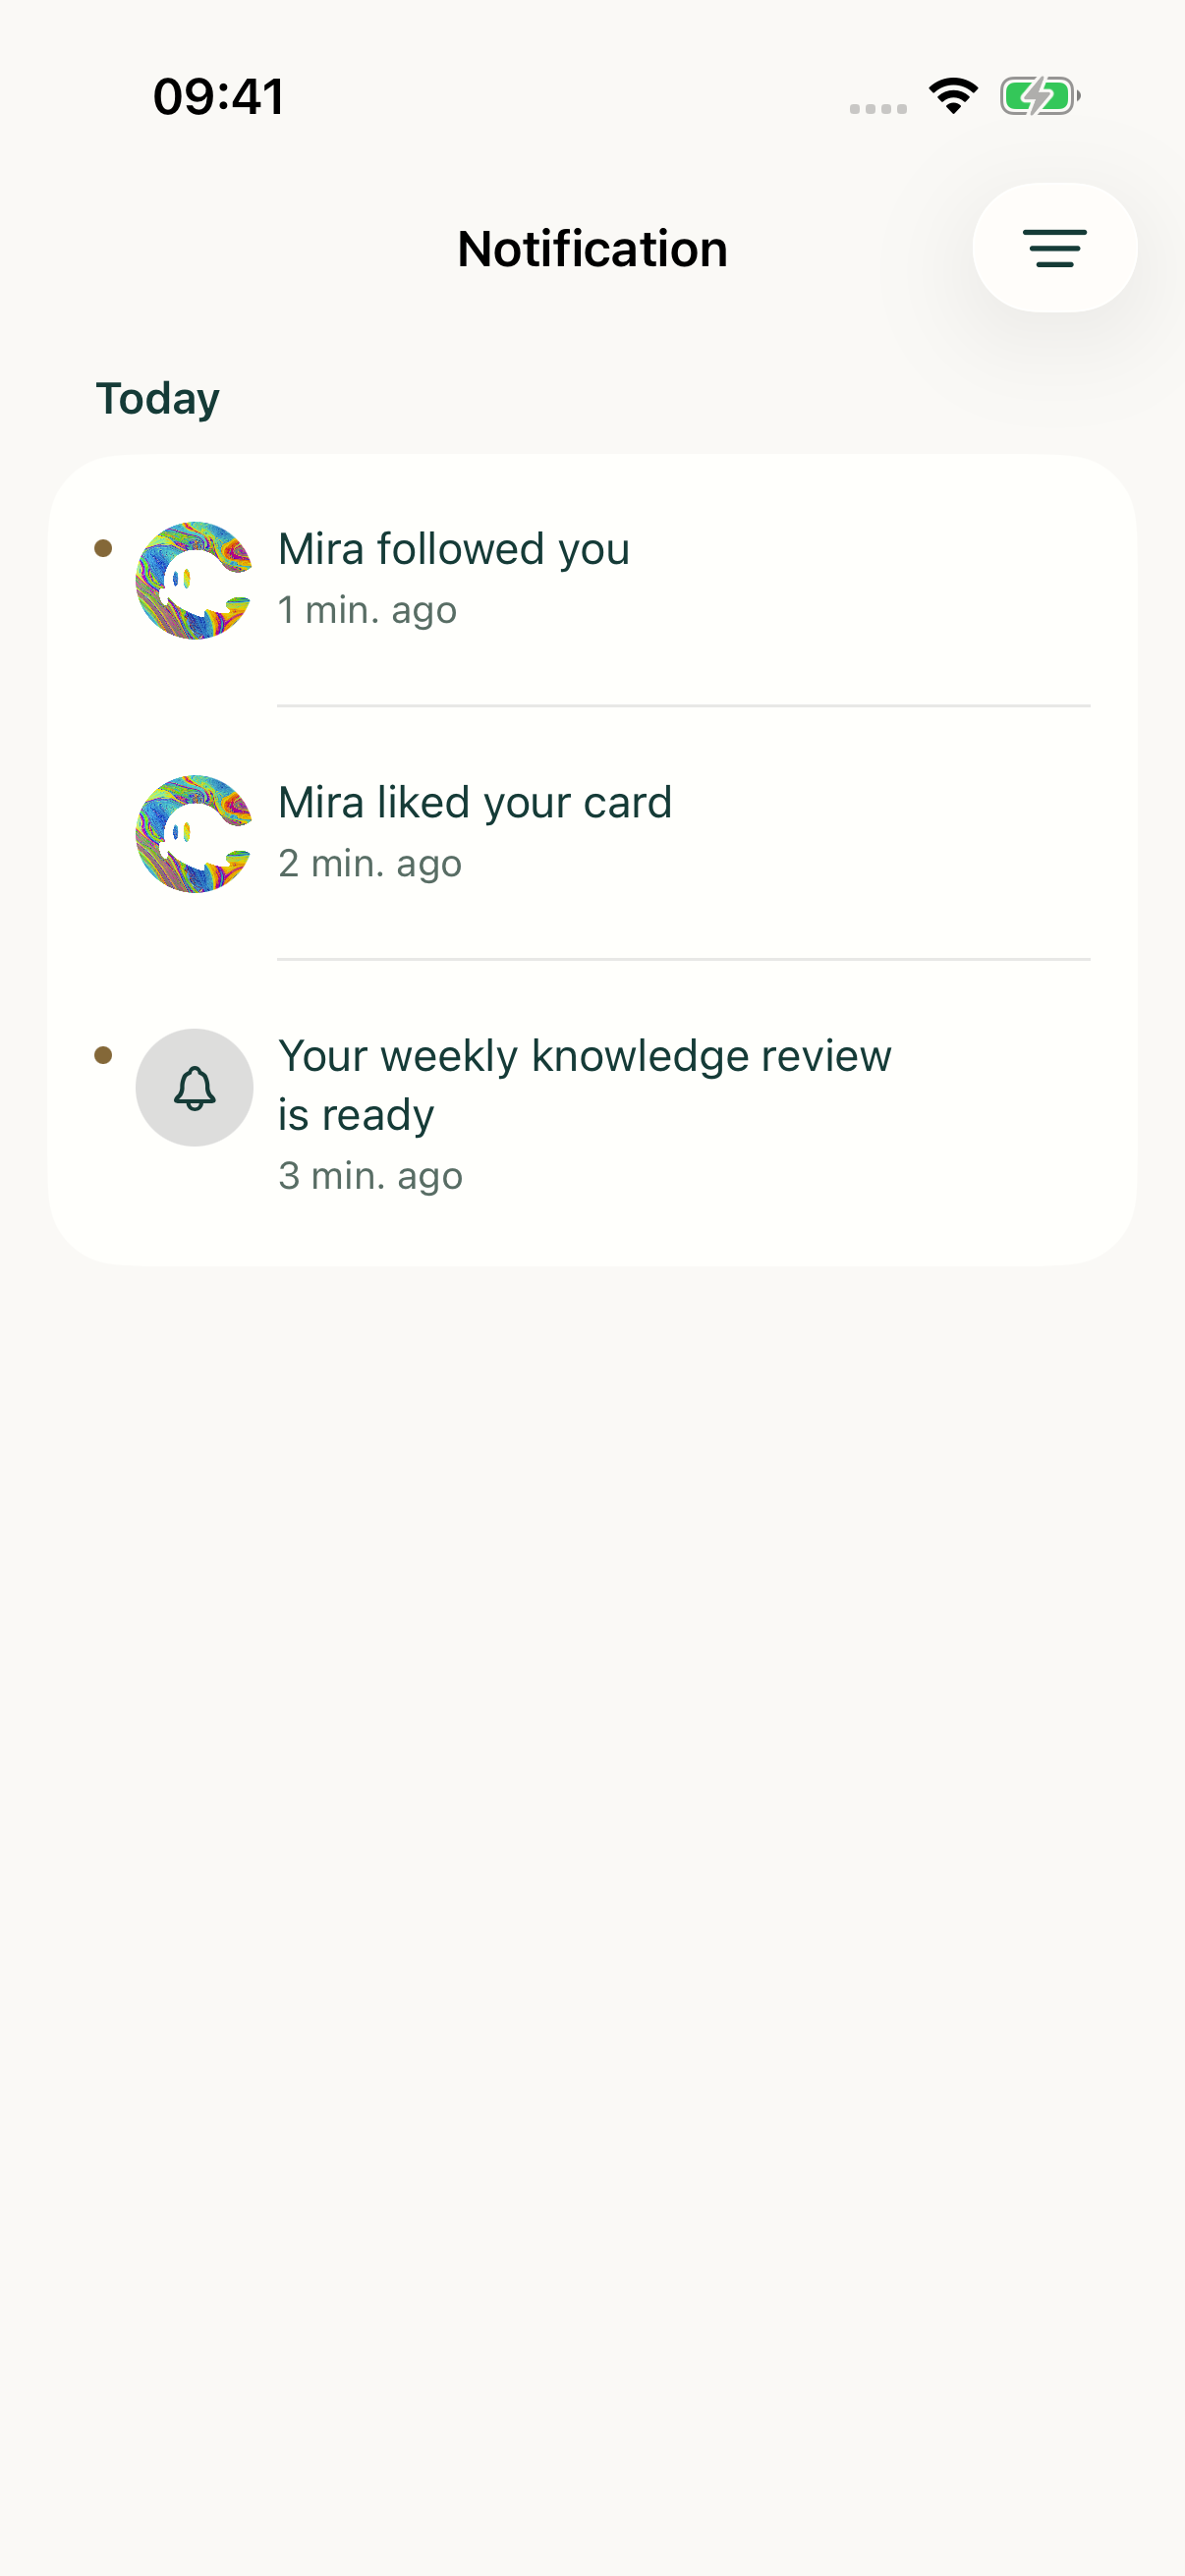 09:41
Notification
Today
Mira followed you
1 min. ago
Mira liked your card
2 min. ago
Your weekly knowledge review
is ready
3 min. ago